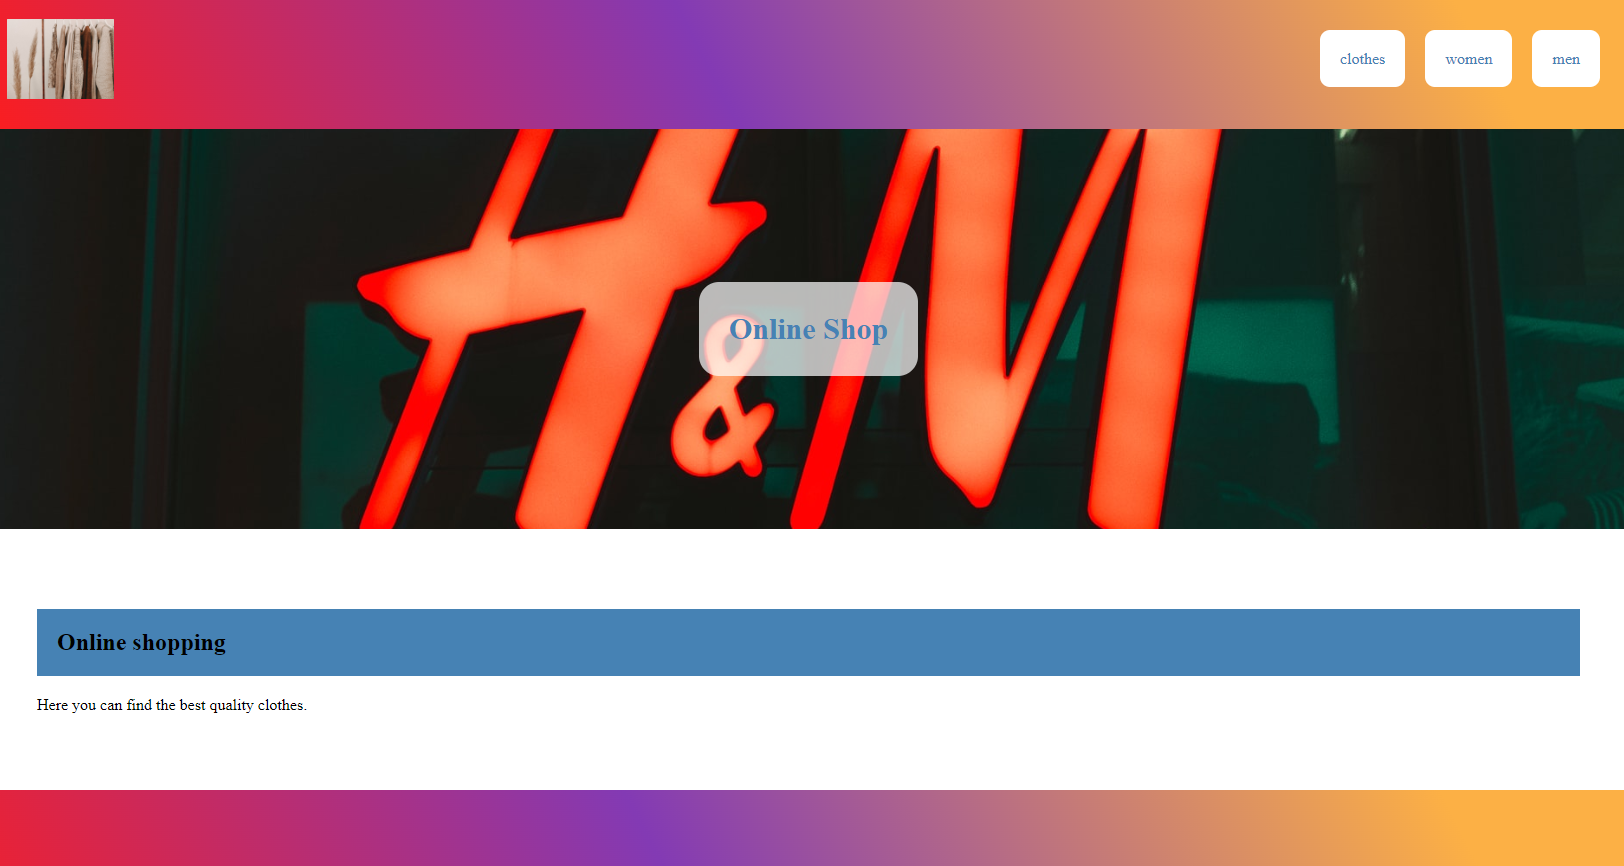 clothes women men
H&M
Online Shop
Online shopping
Here you can find the best quality clothes.